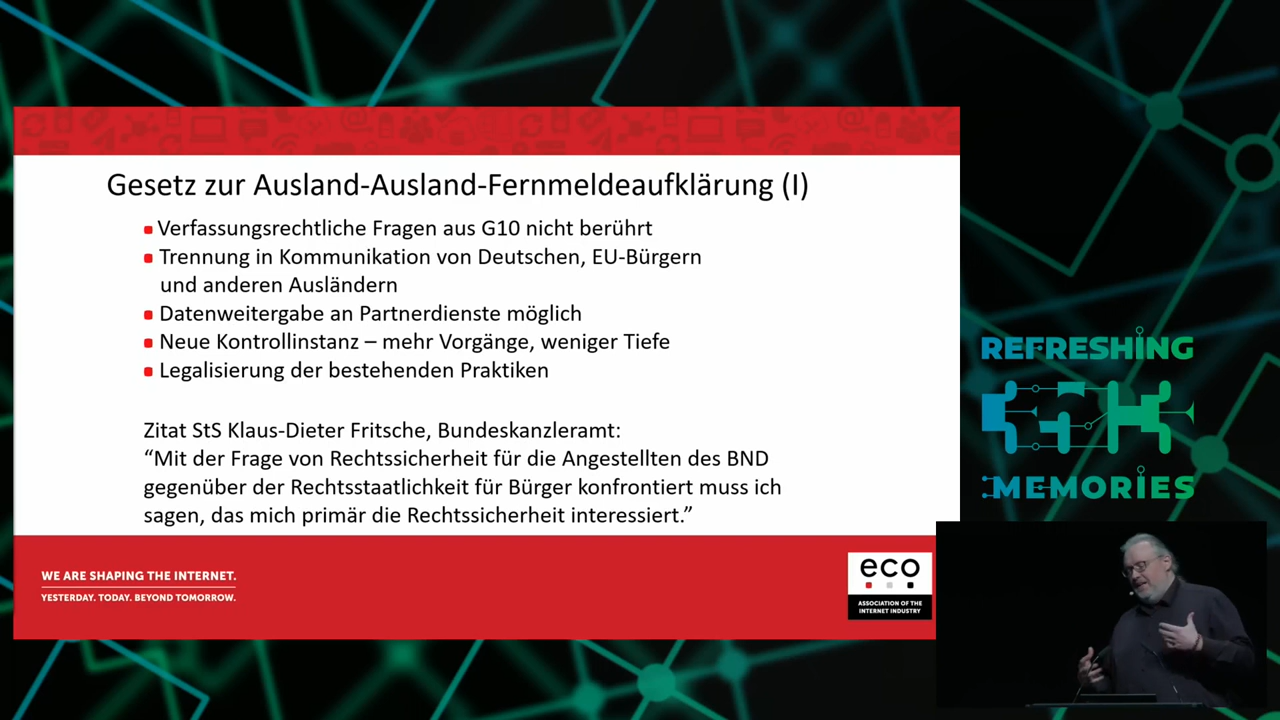 Gesetz zur Ausland-Ausland-Fernmeldeaufklärung (I)
Verfassungsrechtliche Fragen aus G10 nicht berührt
Trennung in Kommunikation von Deutschen, EU-Bürgern
und anderen Ausländern
Datenweitergabe an Partnerdienste möglich
Neue Kontrollinstanz – mehr Vorgänge, weniger Tiefe
Legalisierung der bestehenden Praktiken
Zitat StS Klaus-Dieter Fritsche, Bundeskanzleramt:
“Mit der Frage von Rechtssicherheit für die Angestellten des BND
gegenüber der Rechtsstaatlichkeit für Bürger konfrontiert muss ich
sagen, das mich primär die Rechtssicherheit interessiert.”
WE ARE SHAPING THE INTERNET.
YESTERDAY. TODAY. BEYOND TOMORROW.
eco
ASSOCIATION OF THE
INTERNET INDUSTRY
REFRESHING
MEMORIES